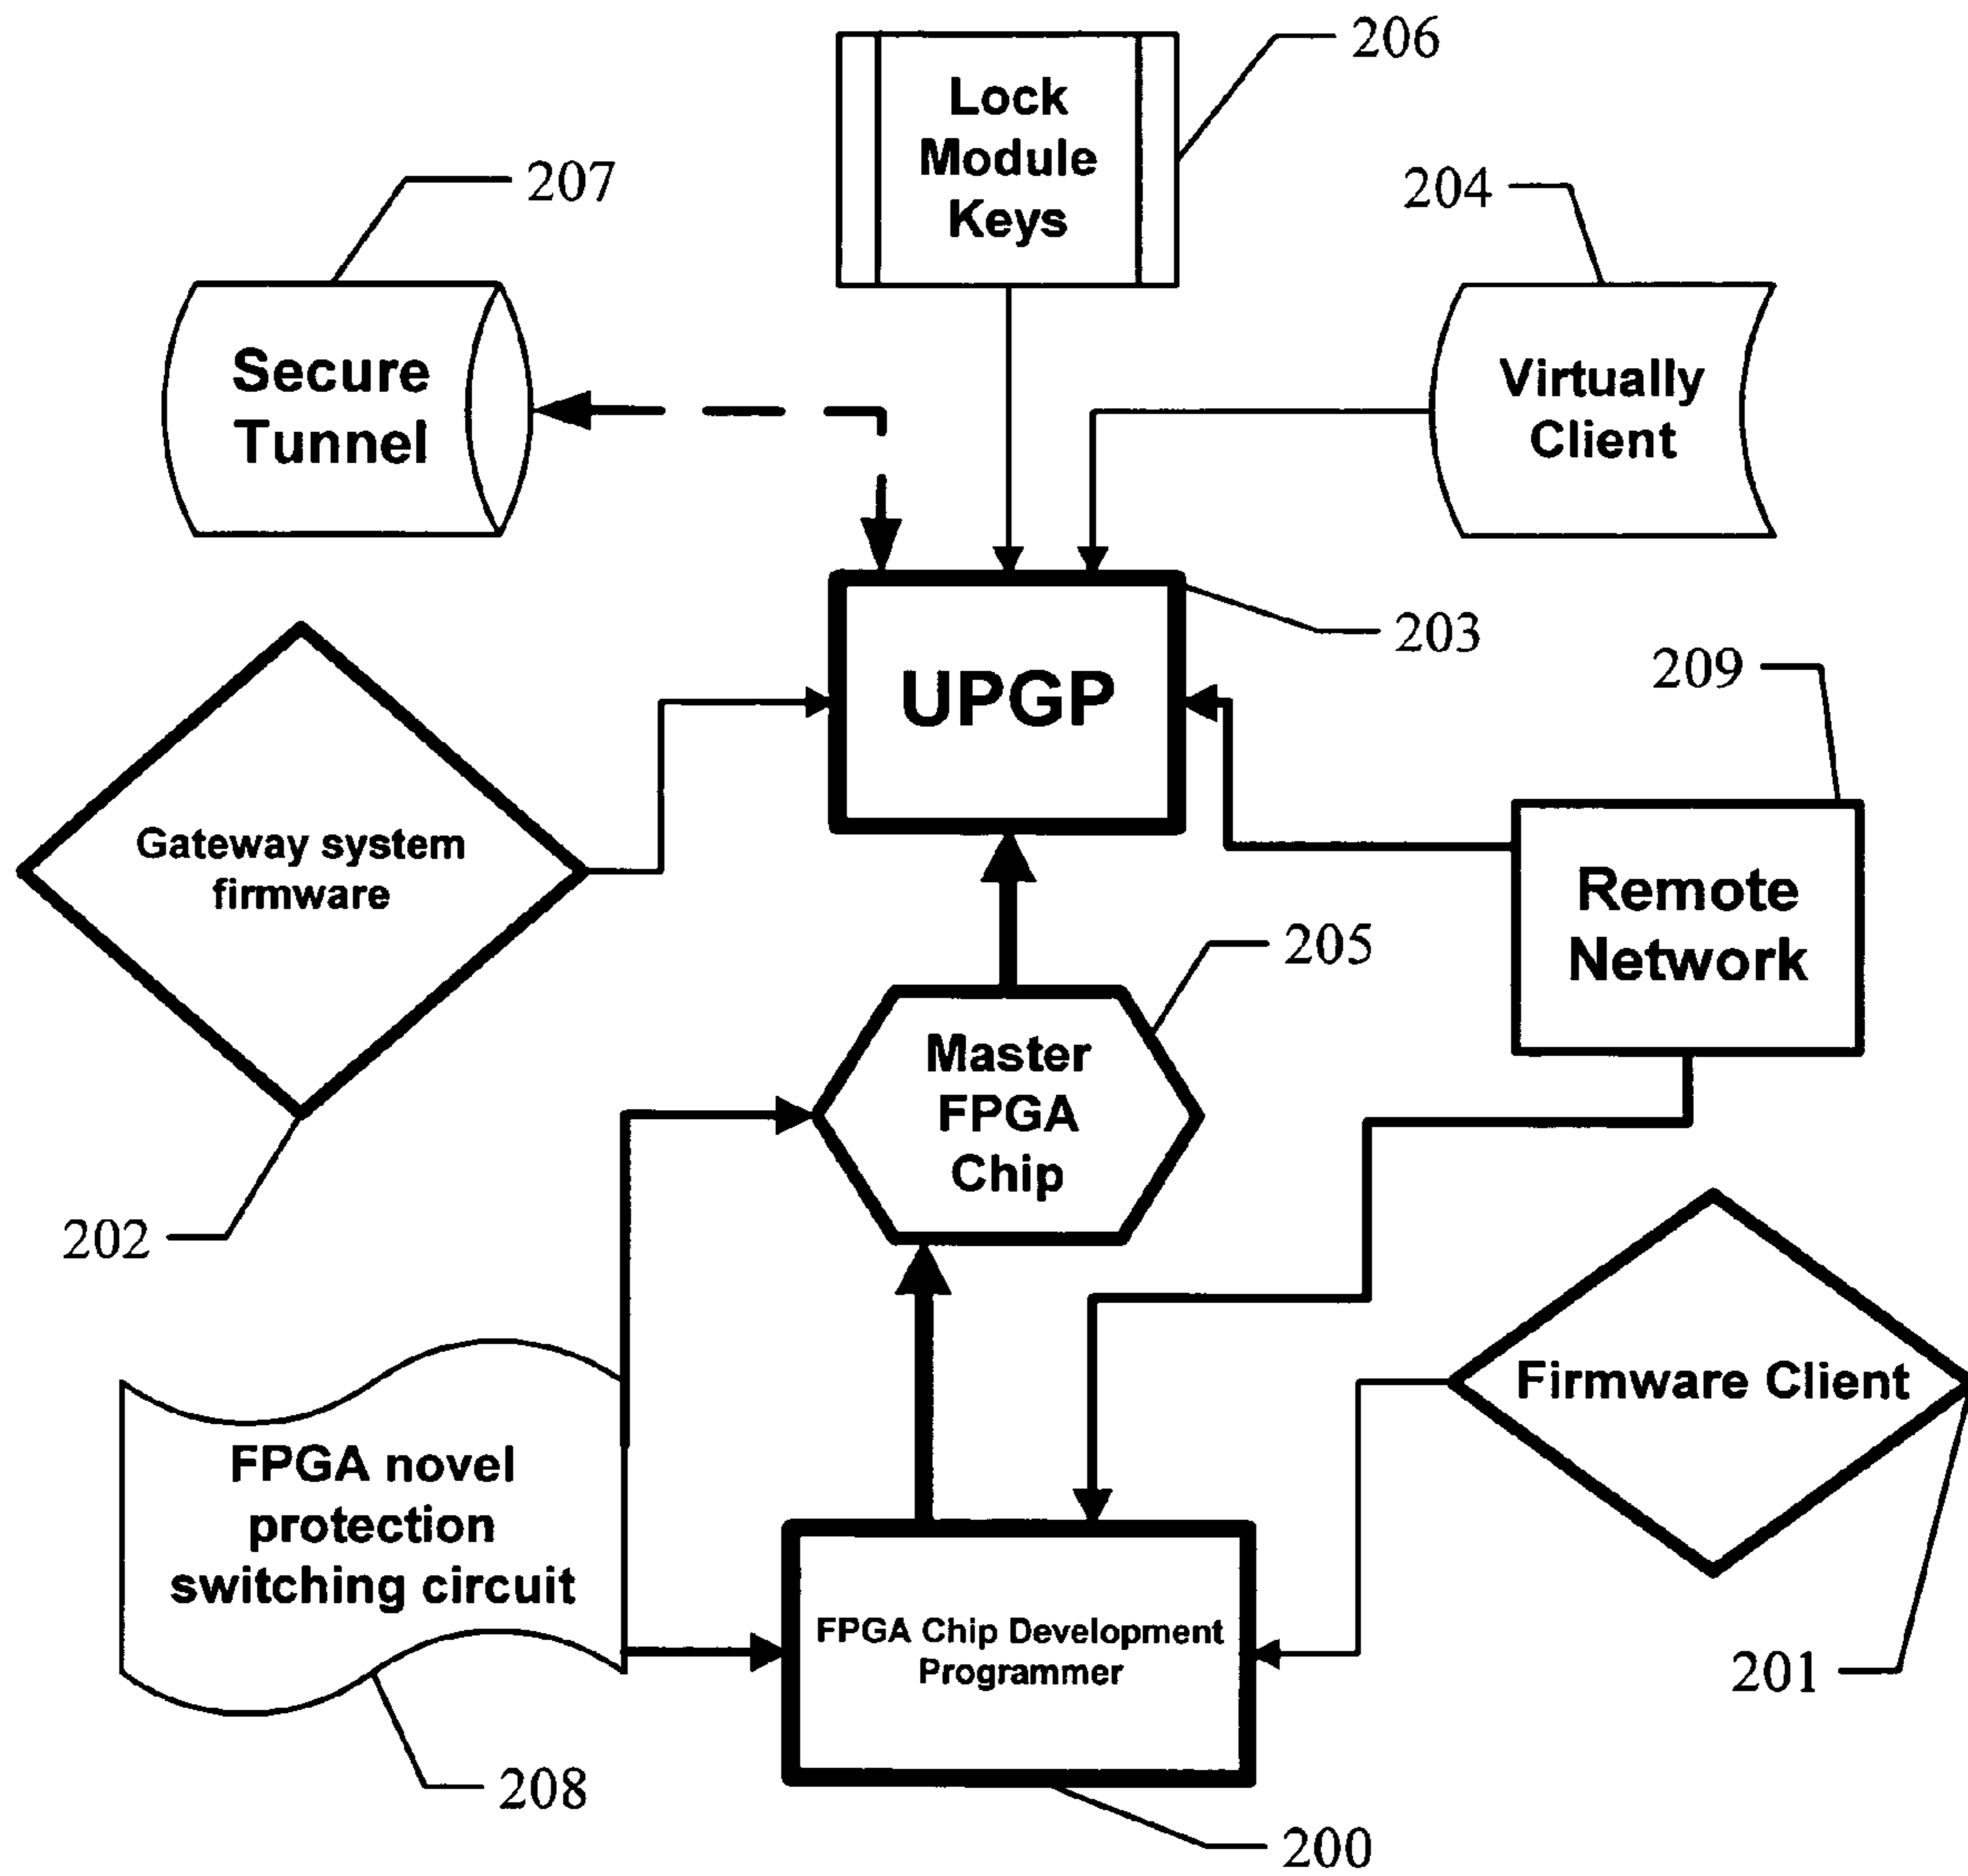 206
Lock
Module
Keys
207
204
Secure
Tunnel
Virtually
Client
203
UPGP
209
Gateway system
firmware
Remote
Network
205
Master
FPGA
Chip
202
Firmware Client
FPGA novel
protection
switching circuit
FPGA Chip Development
Programmer
201
208
200